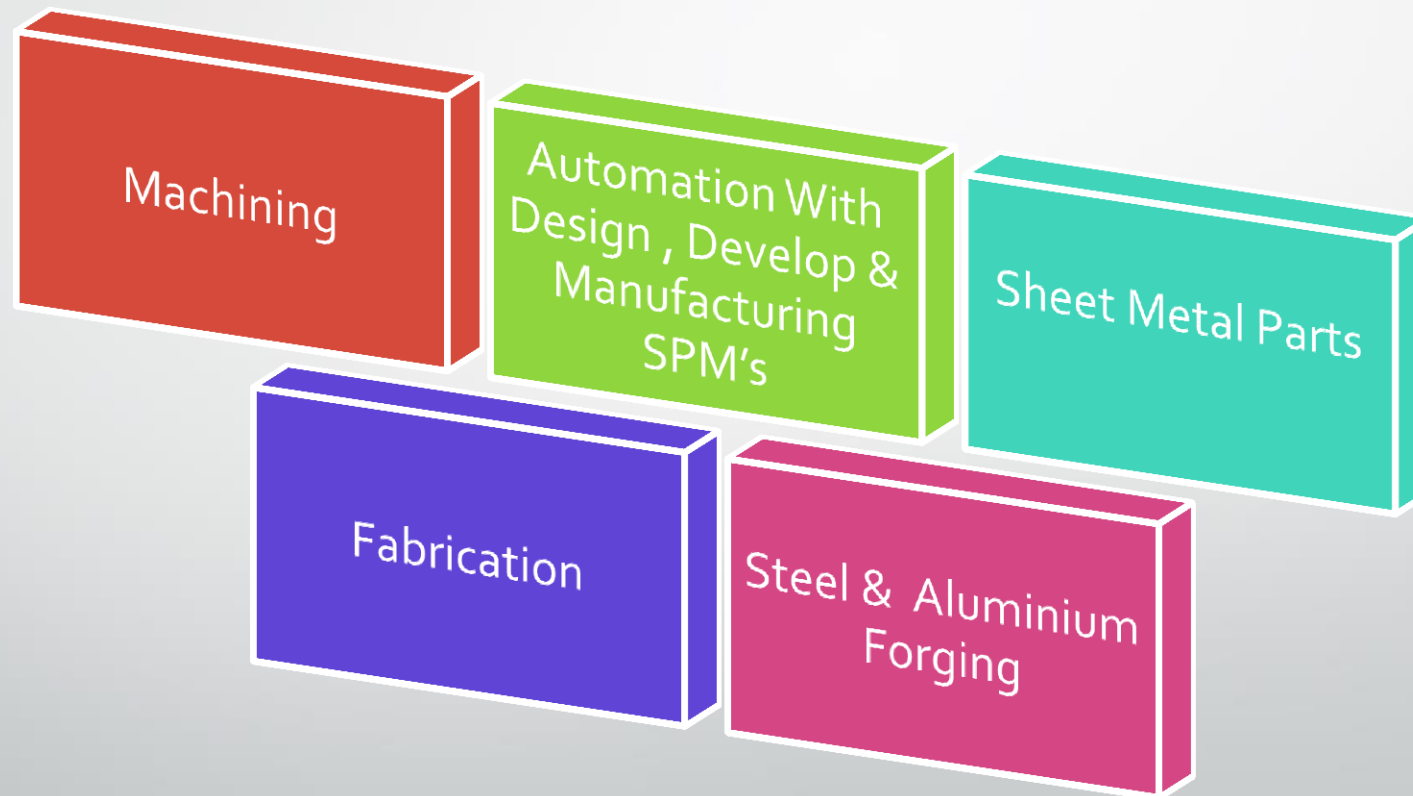 Machining
Automation With
Design , Develop &
Manufacturing
SPM’s
Sheet Metal Parts
Fabrication
Steel &  Aluminium
Forging